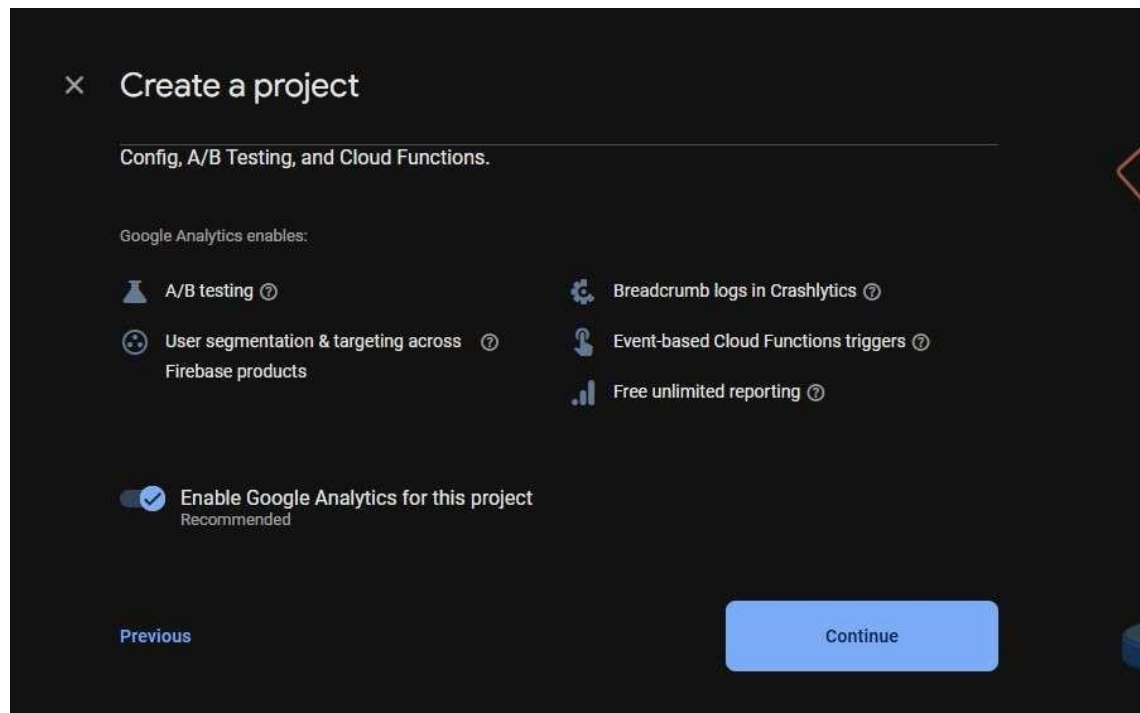 Create a project
Config, A/B Testing, and Cloud Functions.
Google Analytics enables:
A/B testing
User segmentation & targeting across
Firebase products
Breadcrumb logs in Crashlytics
Event-based Cloud Functions triggers
Free unlimited reporting
Enable Google Analytics for this project
Recommended
Previous
Continue